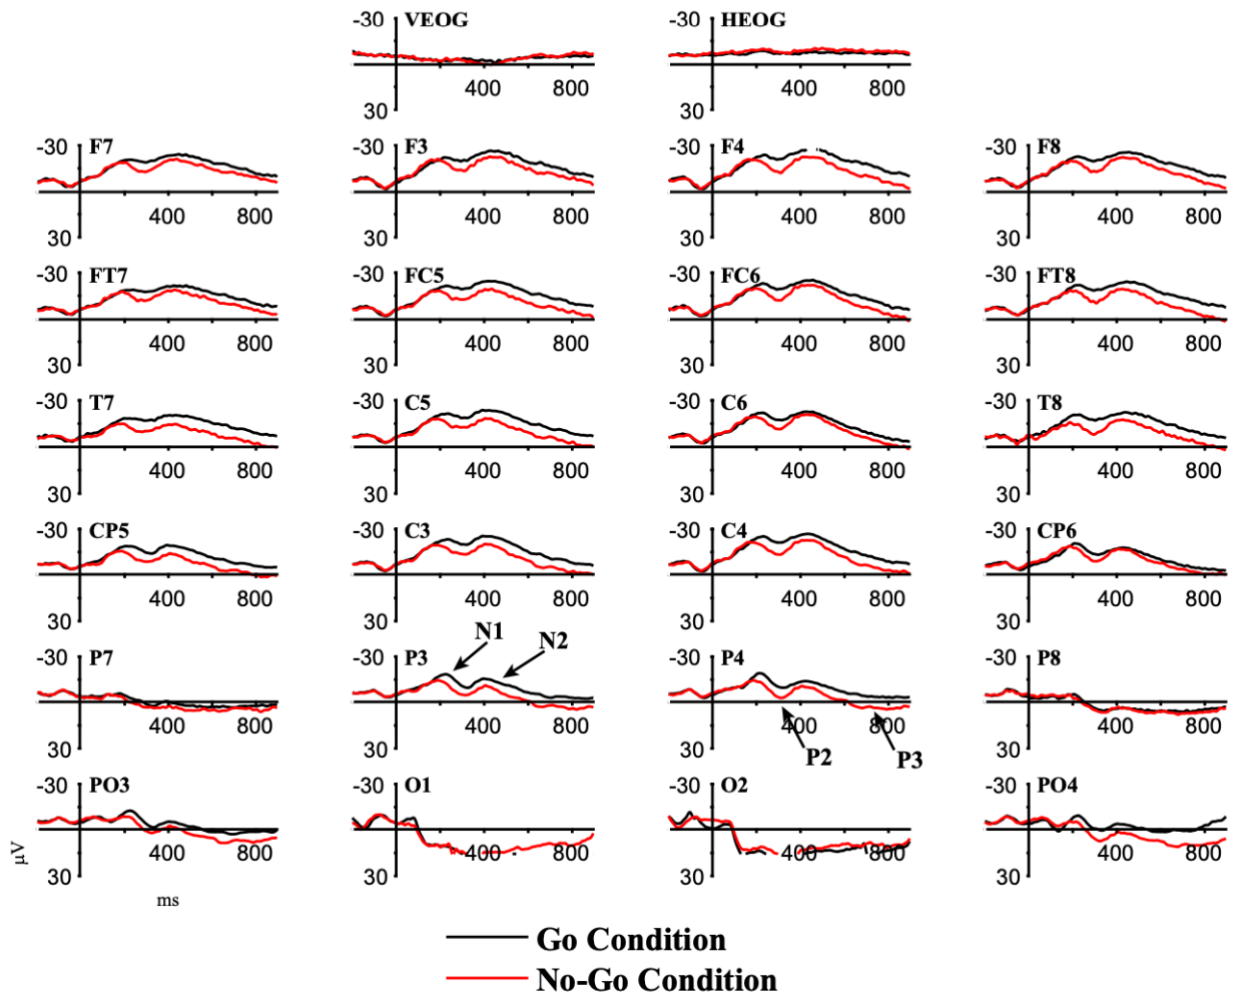 -30 VEOG -30 HEOG
400 800 400 800
30 30
-30 F7 -30 F3 -30 F4 -30 F8
400 800 400 800 400 800 400 800
30 30 30 30
-30 FT7 -30 FC5 -30 FC6 -30 FT8
400 800 400 800 400 800 400 800
30 30 30 30
-30 T7 -30 C5 -30 C6 -30 T8
400 800 400 800 400 800 400 800
30 30 30 30
-30 CP5 -30 C3 -30 C4 -30 CP6
400 800 400 800 400 800 400 800
30 30 30 30
N1 N2
-30 P7 -30 P3 -30 P4 -30 P8
400 800 400 800 400 800 400 800
30 30 30 30
P2 P3
-30 PO3 -30 O1 -30 O2 -30 PO4
400 800 400 800 400 800 400 800
µV
30 30 30 30
ms
Go Condition
No-Go Condition